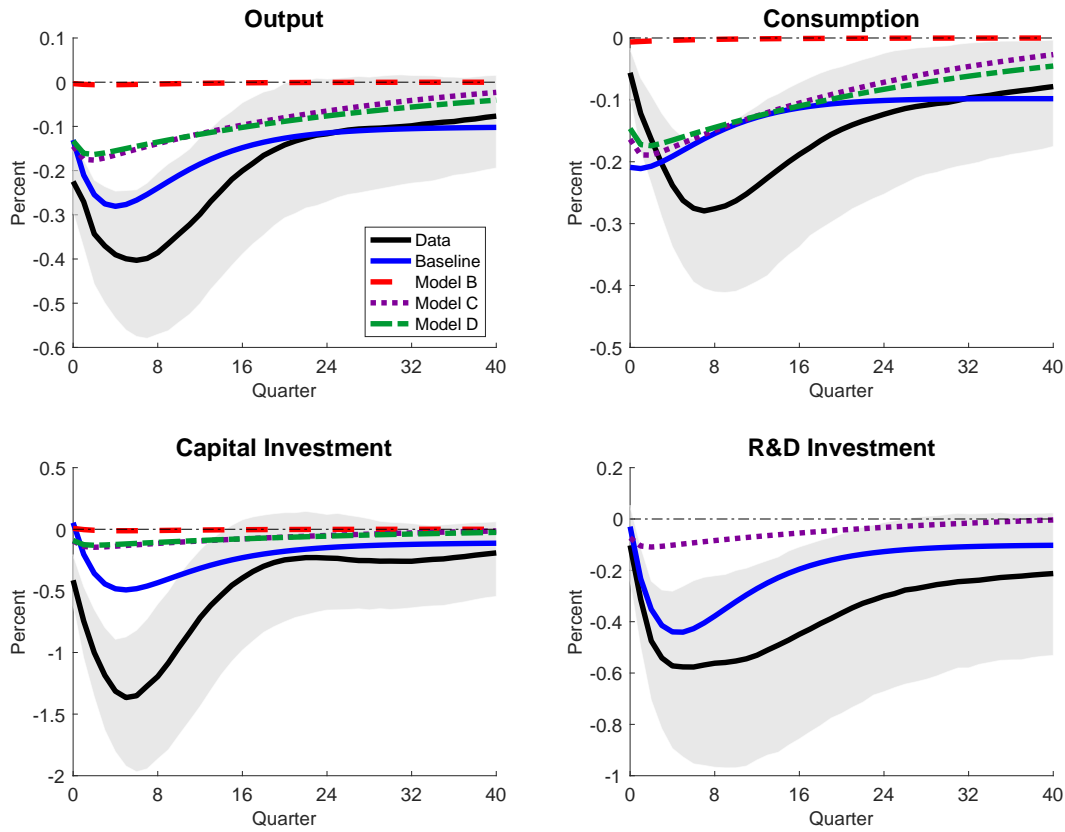 Output
Percent
0.1
0
-0.1
-0.2
-0.3
-0.4
-0.5
-0.6
0 8 16 24 32 40
Quarter
Data
Baseline
Model B
Model C
Model D
Consumption
Percent
0
-0.1
-0.2
-0.3
-0.4
-0.5
0 8 16 24 32 40
Quarter
Capital Investment
Percent
0.5
0
-0.5
-1
-1.5
-2
0 8 16 24 32 40
Quarter
R&D Investment
Percent
0.2
0
-0.2
-0.4
-0.6
-0.8
-1
0 8 16 24 32 40
Quarter